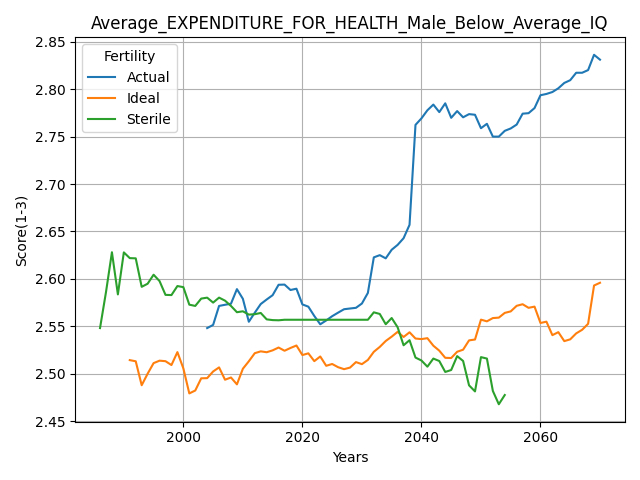 Average_EXPENDITURE_FOR_HEALTH_Male_Below_Average_IQ
Fertility
Actual
Ideal
Sterile
2.85
2.80
2.75
2.70
2.65
2.60
2.55
2.50
2.45
Score(1-3)
2000
2020
2040
2060
Years